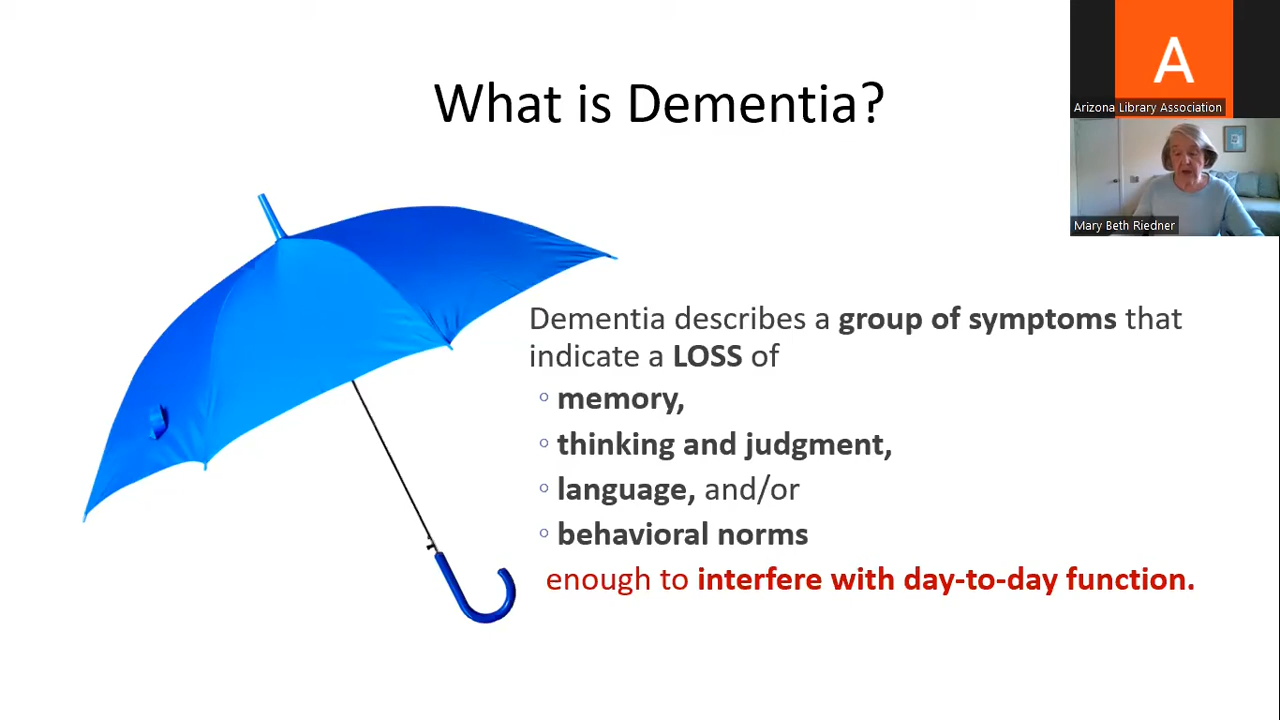 What is Dementia?
A
Arizona Library Association
Mary Beth Riedner
Dementia describes a group of symptoms that
indicate a LOSS of
◦ memory,
◦ thinking and judgment,
◦ language, and/or
◦ behavioral norms
enough to interfere with day-to-day function.